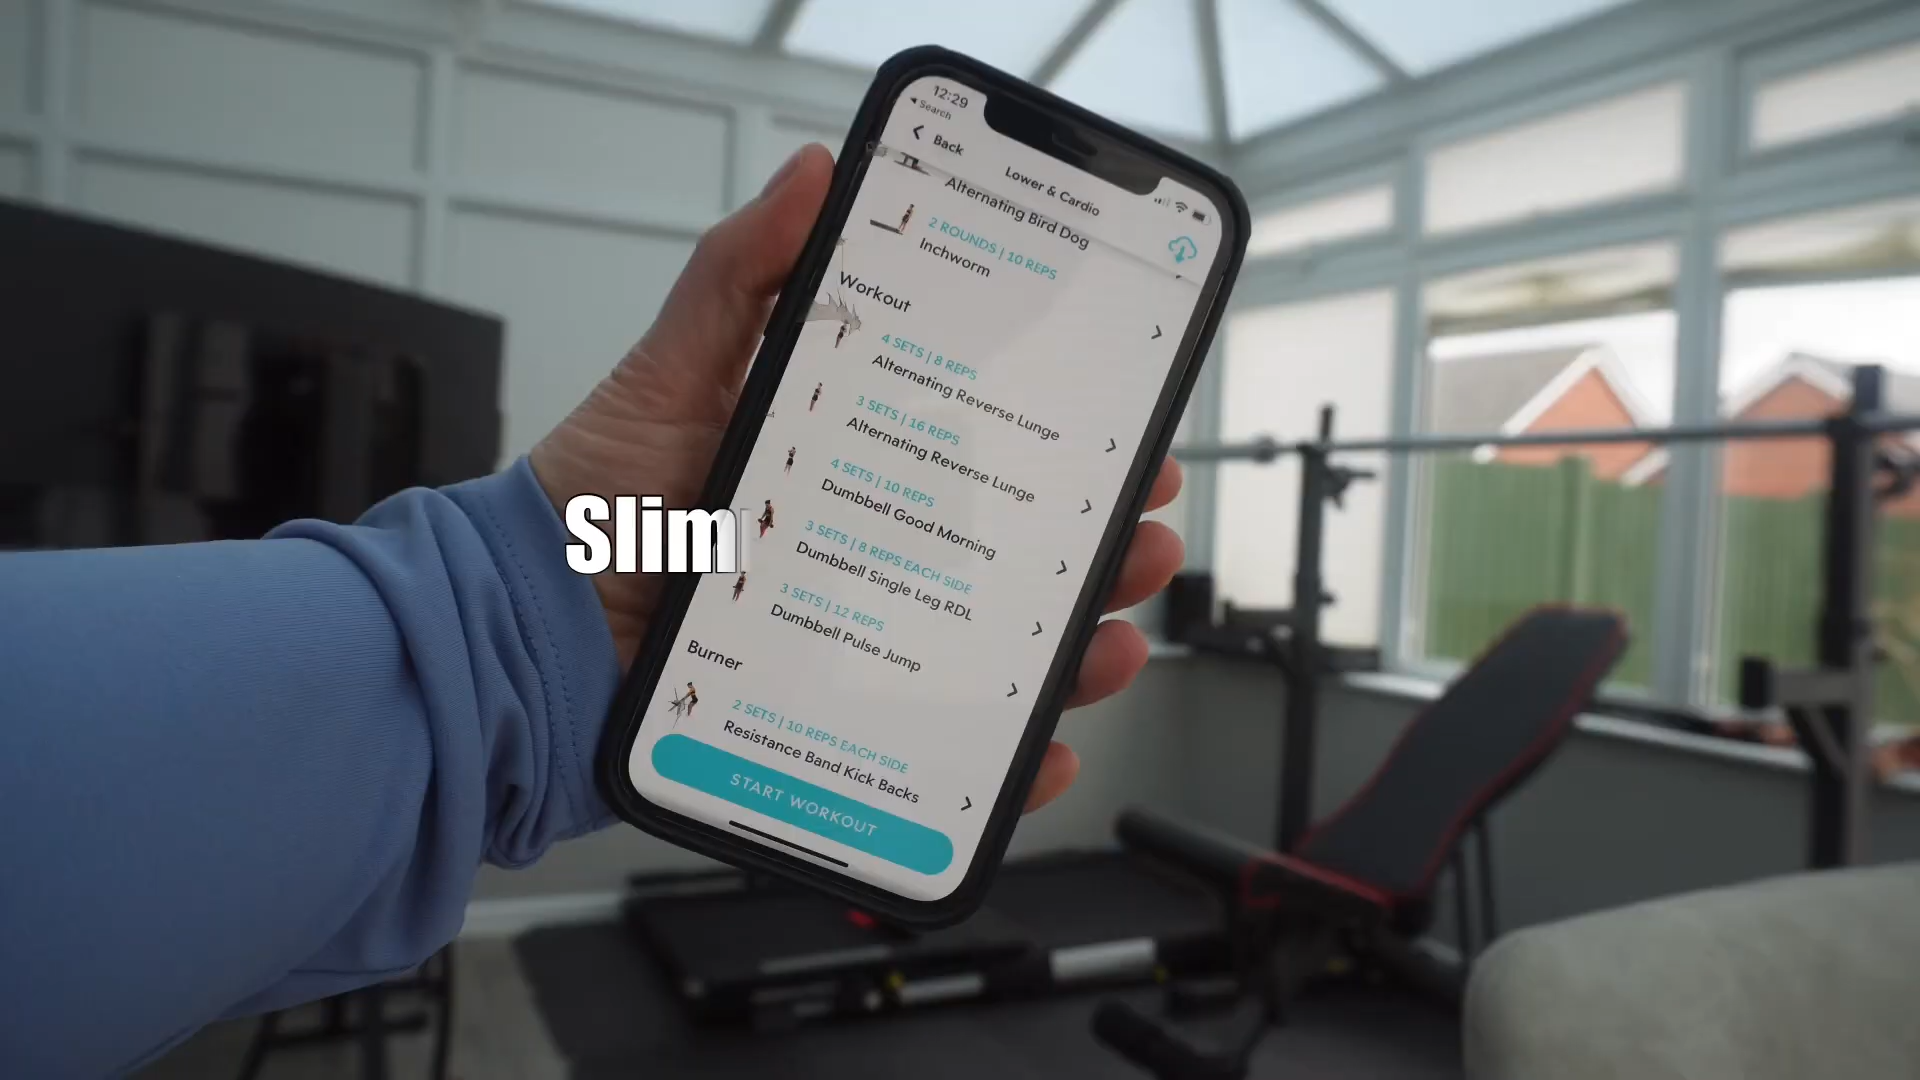 12:29
Search
Back
Lower & Cardio
Alternating Bird Dog
2 ROUNDS | 10 REPS
Inchworm
Workout
4 SETS | 8 REPS
Alternating Reverse Lunge
3 SETS | 16 REPS
Alternating Reverse Lunge
4 SETS | 10 REPS
Dumbbell Good Morning
3 SETS | 8 REPS EACH SIDE
Dumbbell Single Leg RDL
3 SETS | 12 REPS
Dumbbell Pulse Jump
Burner
2 SETS | 10 REPS EACH SIDE
Resistance Band Kick Backs
START WORKOUT
Slim